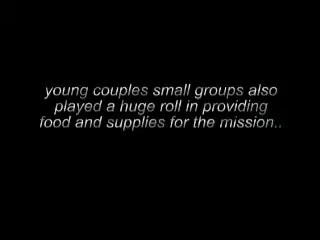 young couples small groups also
played a huge roll in providing
food and supplies for the mission..